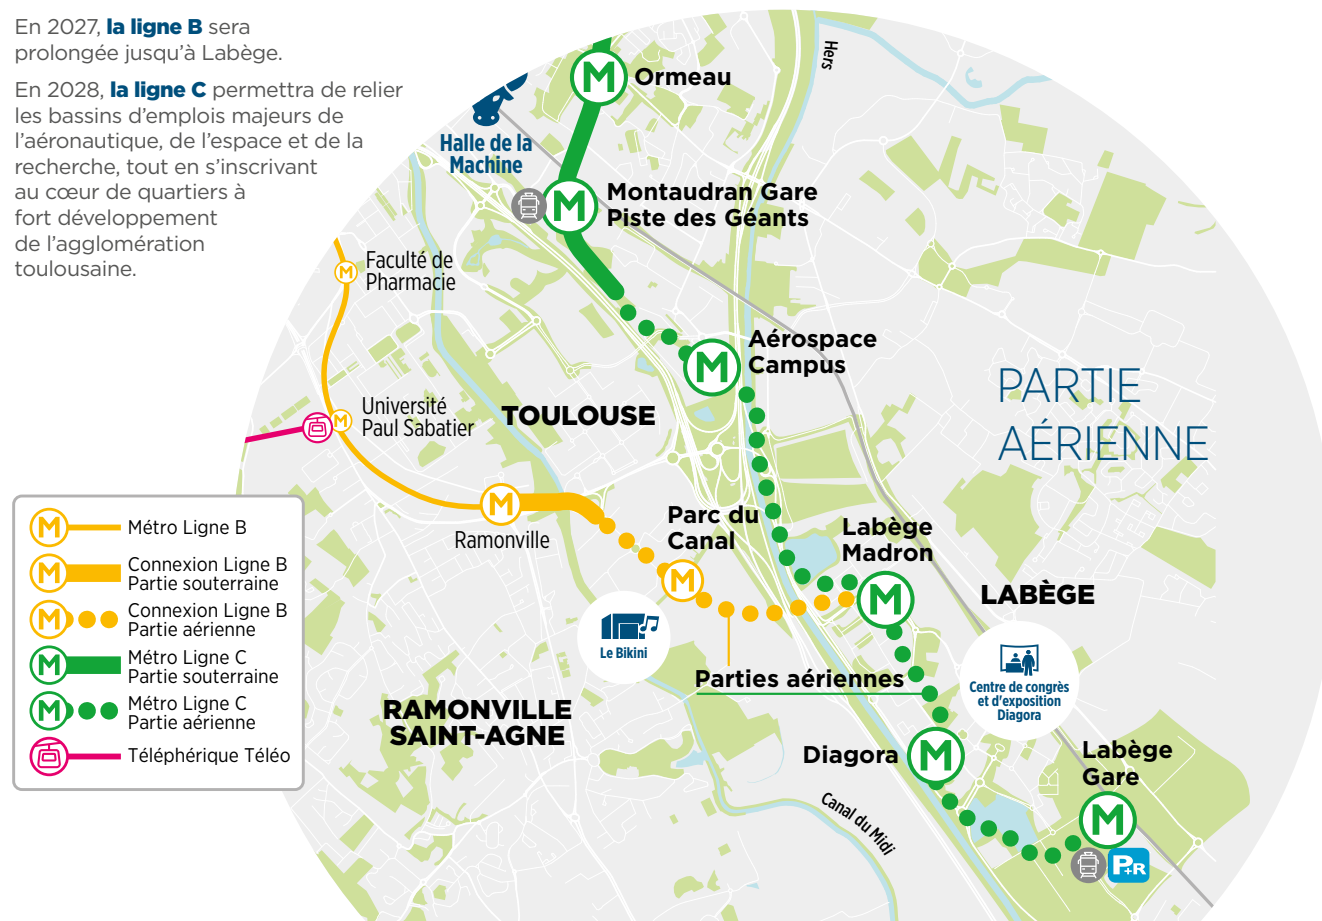 En 2027, la ligne B sera
prolongée jusqu'à Labège.
En 2028, la ligne C permettra de relier
les bassins d'emplois majeurs de
l'aéronautique, de l'espace et de la
recherche, tout en s'inscrivant
au cœur de quartiers à
fort développement
de l'agglomération
toulousaine.
M
Ormeau
Hers
Halle de la
Machine
M
Montaudran Gare
Piste des Géants
M
Faculté de
Pharmacie
M
Aérospace
Campus
PARTIE
AÉRIENNE
M
Université
Paul Sabatier
TOULOUSE
M
Ramonville
Parc du
Canal
M
Labège
Madron
M
LABÈGE
Le Bikini
Parties aériennes
Centre de congrès
et d'exposition
Diagora
RAMONVILLE
SAINT-AGNE
Diagora
M
Labège
Gare
M
P+R
Canal du Midi
M Métro Ligne B
M Connexion Ligne B
Partie souterraine
M Connexion Ligne B
Partie aérienne
M Métro Ligne C
Partie souterraine
M Métro Ligne C
Partie aérienne
Téléphérique Téléo